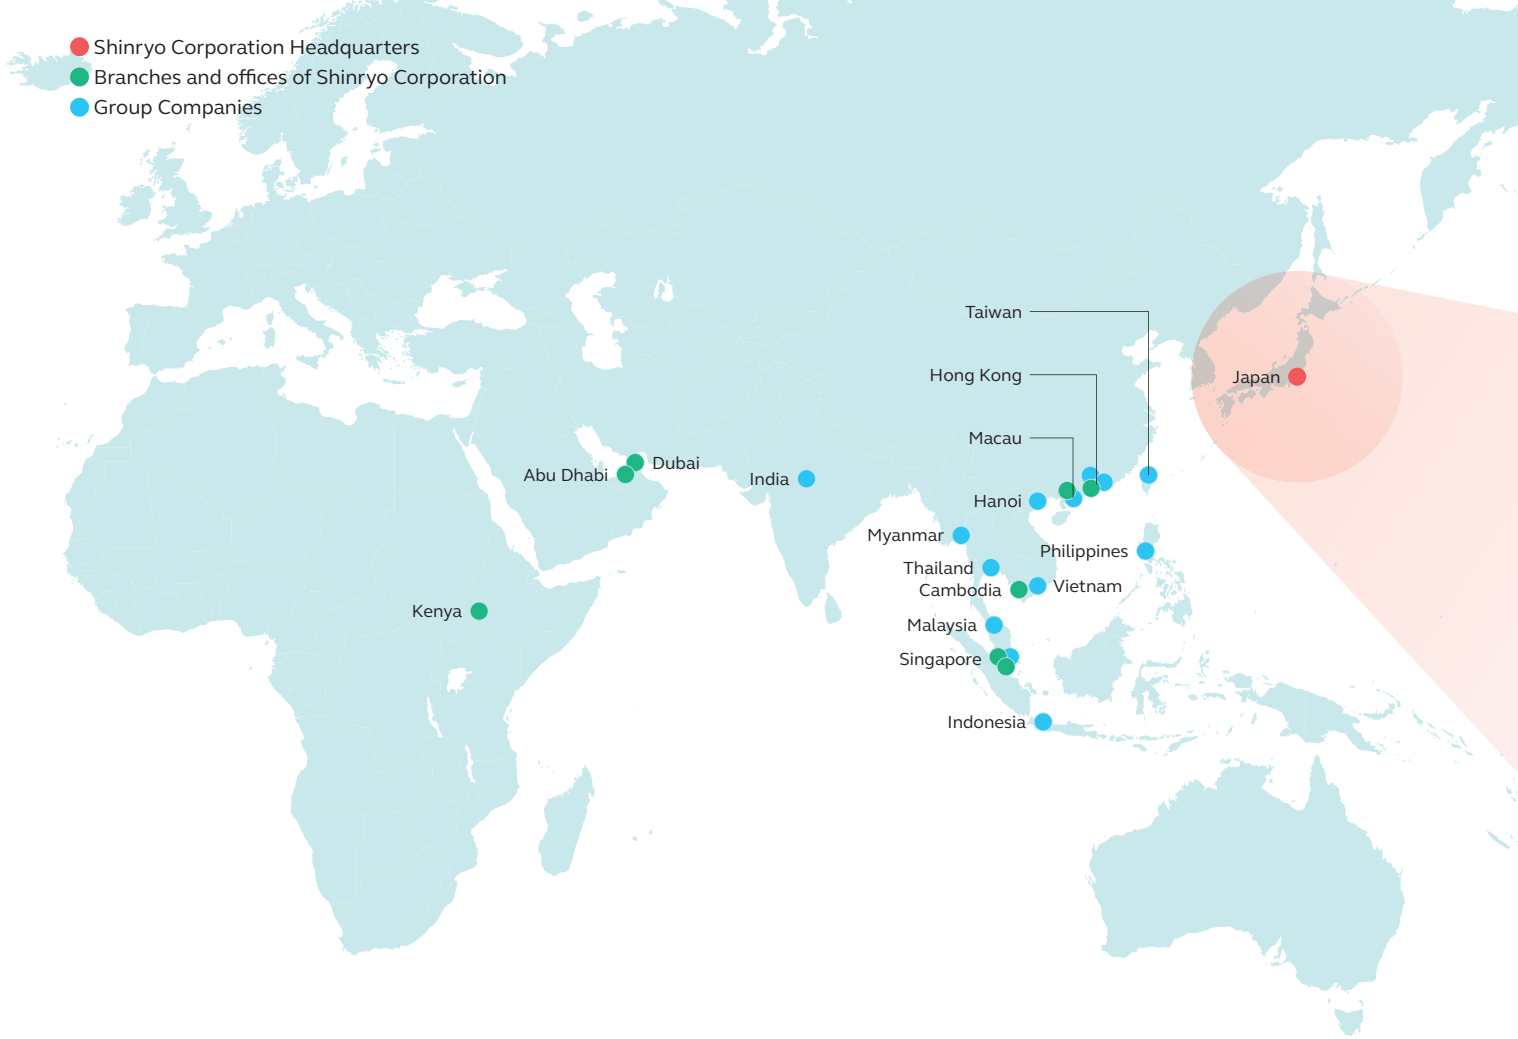 Shinryo Corporation Headquarters
Branches and offices of Shinryo Corporation
Group Companies
Taiwan
Hong Kong
Japan
Macau
Dubai
Abu Dhabi
India
Hanoi
Myanmar
Philippines
Thailand
Cambodia
Vietnam
Kenya
Malaysia
Singapore
Indonesia